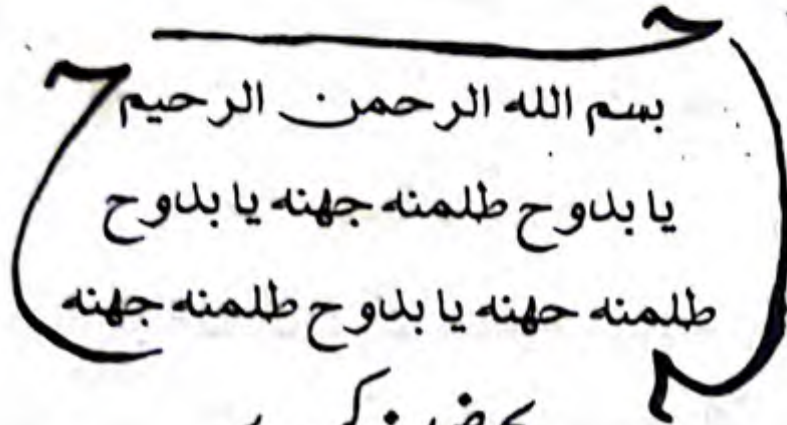 بسم الله الرحمن الرحيم
يا بدوح طلمنه جهنه يا بدوح
طلمنه حهنه يا بدوح طلمنه جهنه